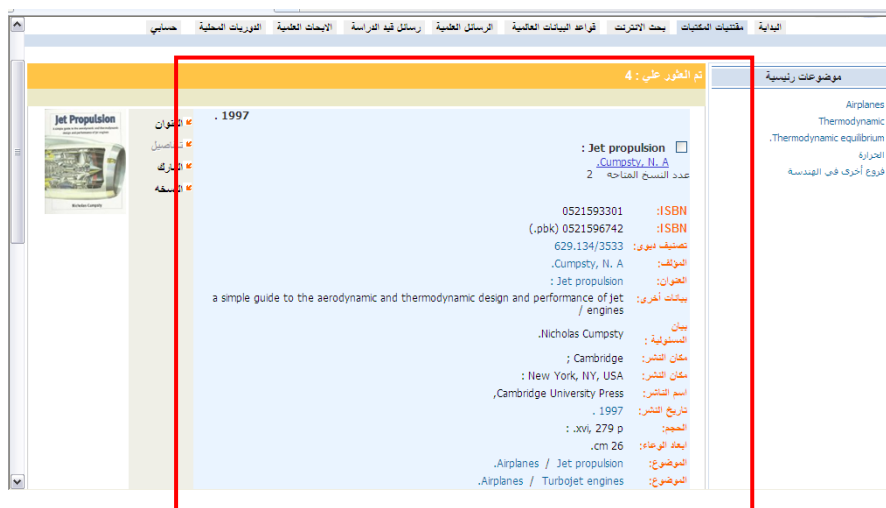 البداية مقتنيات المكتبات بحث الانترنت قواعد البيانات العالمية الرسائل العلمية رسائل قيد الدراسة الابحاث العلمية الدوريات المحلية حسابي
موضوعات رئيسية
Airplanes
Thermodynamic
Thermodynamic equilibrium.
الحرارة
فروع أخرى فى الهندسة
تم العثور علي : 4
1997 .
Jet propulsion :
Cumpsty, N. A.
عدد النسخ المتاحه 2
ISBN: 0521593301
ISBN: 0521596742 (pbk.)
تصنيف ديوى: 629.134/3533
المؤلف: Cumpsty, N. A.
العنوان: Jet propulsion :
بيانات أخرى: a simple guide to the aerodynamic and thermodynamic design and performance of jet
engines /
بيان
المسئولية : Nicholas Cumpsty.
مكان النشر: Cambridge ;
مكان النشر: New York, NY, USA :
اسم الناشر: Cambridge University Press,
تاريخ النشر: 1997 .
الحجم: xvi, 279 p. :
ابعاد الوعاء: 26 cm.
الموضوع: Airplanes / Jet propulsion.
الموضوع: Airplanes / Turbojet engines.
العنوان
تفاصيل
المارك
النسخه
Jet Propulsion
Nicholas Cumpsty